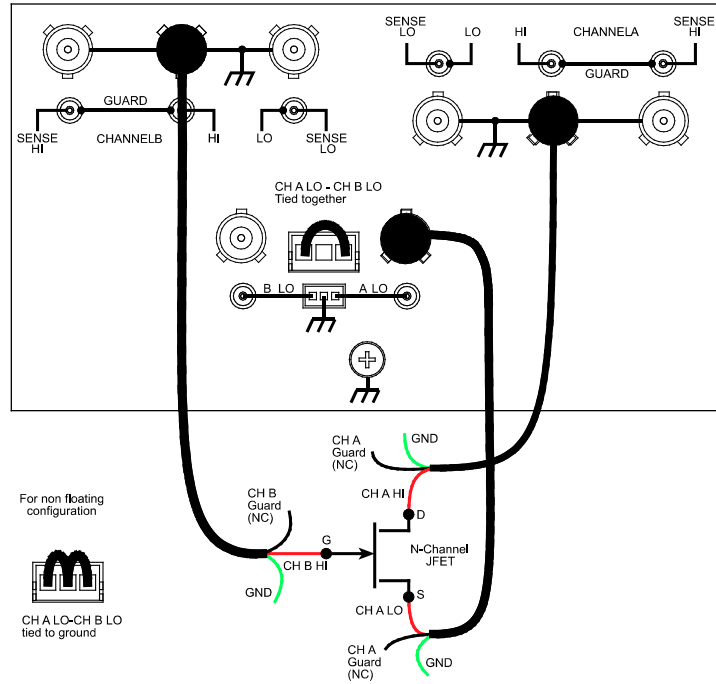 SENSE
LO
LO
HI
CHANNELA
SENSE
HI
GUARD
GUARD
SENSE
HI
CHANNELB
HI
LO
SENSE
LO
CH A LO - CH B LO
Tied together
B LO
A LO
CH A
Guard
(NC)
GND
CH A HI
For non floating
configuration
CH B
Guard
(NC)
G
D
N-Channel
JFET
CH B HI
GND
S
CH A LO
CH A LO-CH B LO
tied to ground
CH A
Guard
(NC)
GND